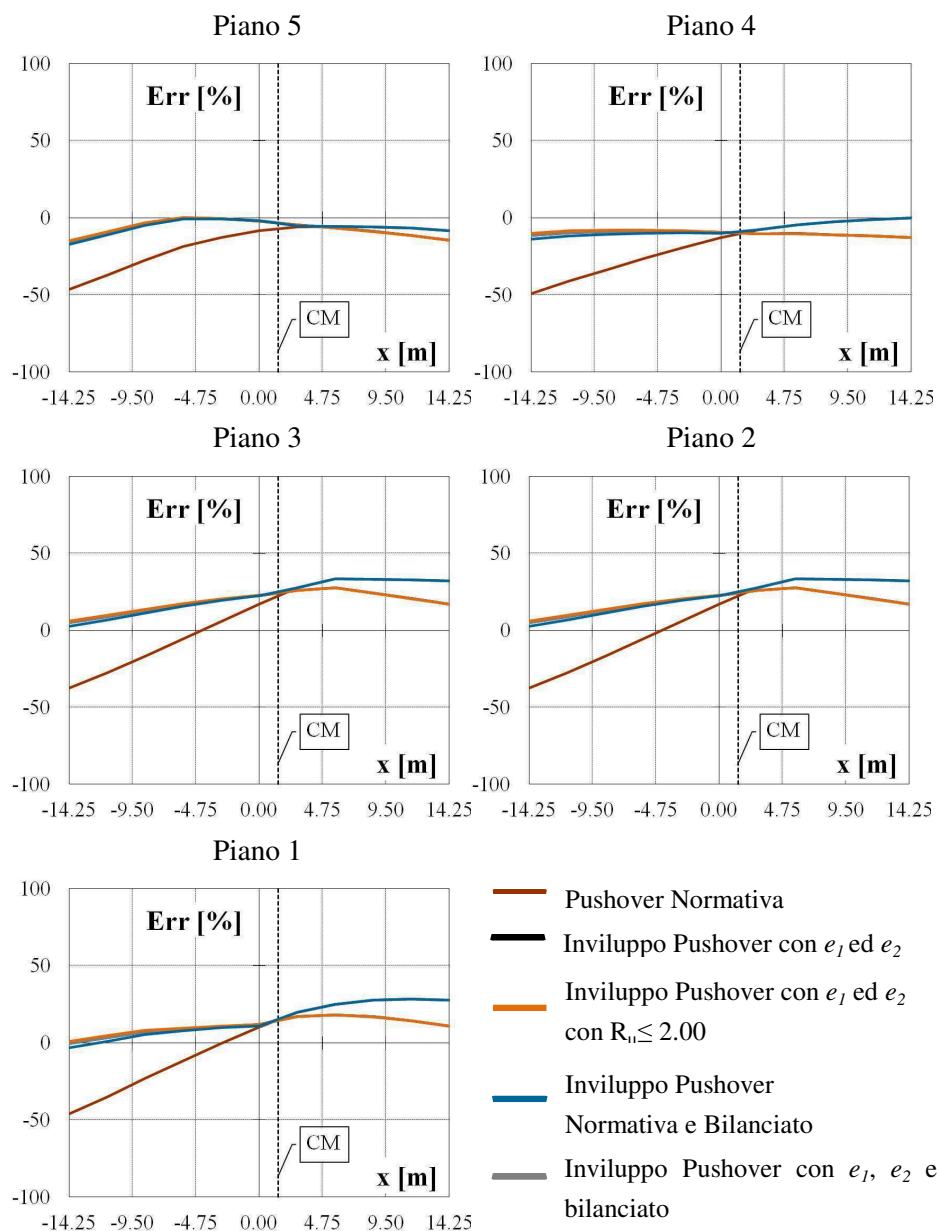 Piano 5
Piano 4
100
50
0
-50
-100
Err [%]
CM
x [m]
-14.25 -9.50 -4.75 0.00 4.75 9.50 14.25
100
50
0
-50
-100
Err [%]
CM
x [m]
-14.25 -9.50 -4.75 0.00 4.75 9.50 14.25
Piano 3
Piano 2
100
50
0
-50
-100
Err [%]
CM
x [m]
-14.25 -9.50 -4.75 0.00 4.75 9.50 14.25
100
50
0
-50
-100
Err [%]
CM
x [m]
-14.25 -9.50 -4.75 0.00 4.75 9.50 14.25
Piano 1
100
50
0
-50
-100
Err [%]
CM
x [m]
-14.25 -9.50 -4.75 0.00 4.75 9.50 14.25
Pushover Normativa
Inviluppo Pushover con e1 ed e2
Inviluppo Pushover con e1 ed e2
con Rμ≤ 2.00
Inviluppo Pushover
Normativa e Bilanciato
Inviluppo Pushover con e1, e2 e
bilanciato